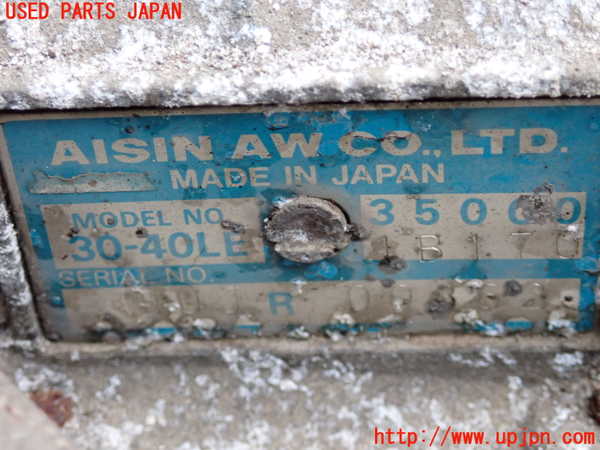 USED PARTS JAPAN
AISIN AW CO., LTD.
MADE IN JAPAN
MODEL NO. 35000
30-40LE 1B170
SERIAL NO.
R
http://www.upjpn.com